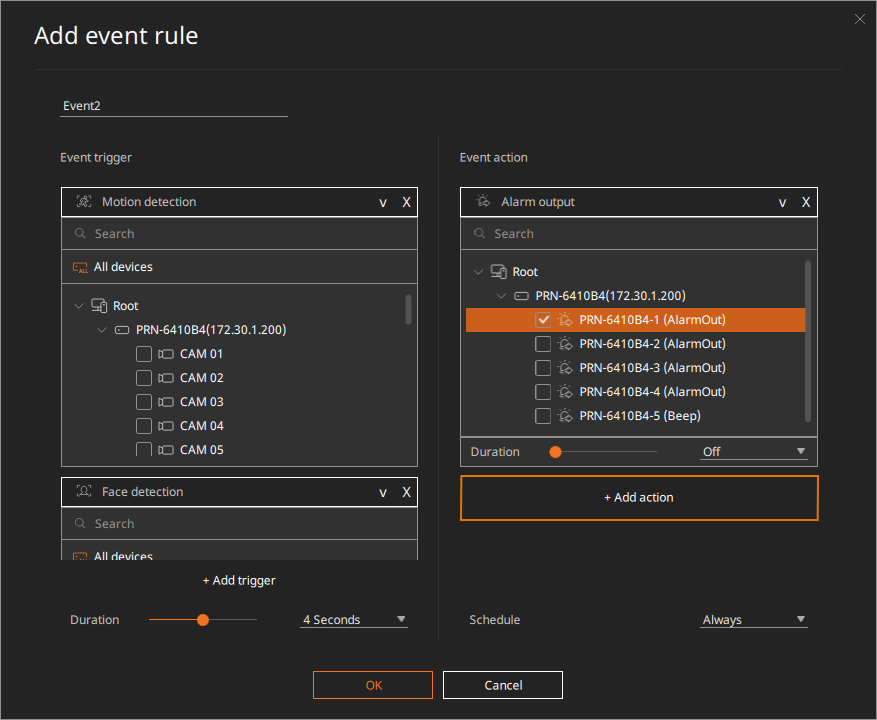 Add event rule
Event2
Event trigger
Motion detection v X
Search
All devices
Root
PRN-6410B4(172.30.1.200)
CAM 01
CAM 02
CAM 03
CAM 04
CAM 05
Face detection v X
Search
All devices
+ Add trigger
Duration 4 Seconds
Event action
Alarm output v X
Search
Root
PRN-6410B4(172.30.1.200)
PRN-6410B4-1 (AlarmOut)
PRN-6410B4-2 (AlarmOut)
PRN-6410B4-3 (AlarmOut)
PRN-6410B4-4 (AlarmOut)
PRN-6410B4-5 (Beep)
Duration Off
+ Add action
Schedule Always
OK Cancel